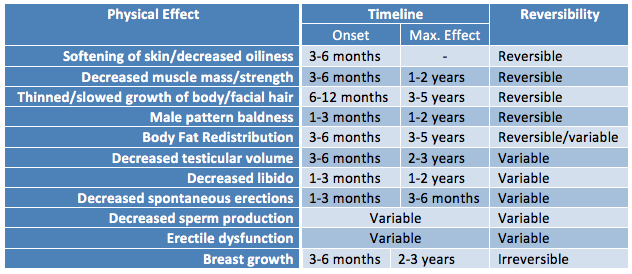 Physical Effect Timeline Reversibility
Onset Max. Effect
Softening of skin/decreased oiliness 3-6 months - Reversible
Decreased muscle mass/strength 3-6 months 1-2 years Reversible
Thinned/slowed growth of body/facial hair 6-12 months 3-5 years Reversible
Male pattern baldness 1-3 months 1-2 years Reversible
Body Fat Redistribution 3-6 months 3-5 years Reversible/variable
Decreased testicular volume 3-6 months 2-3 years Variable
Decreased libido 1-3 months 1-2 years Variable
Decreased spontaneous erections 1-3 months 3-6 months Variable
Decreased sperm production Variable Variable
Erectile dysfunction Variable Variable
Breast growth 3-6 months 2-3 years Irreversible